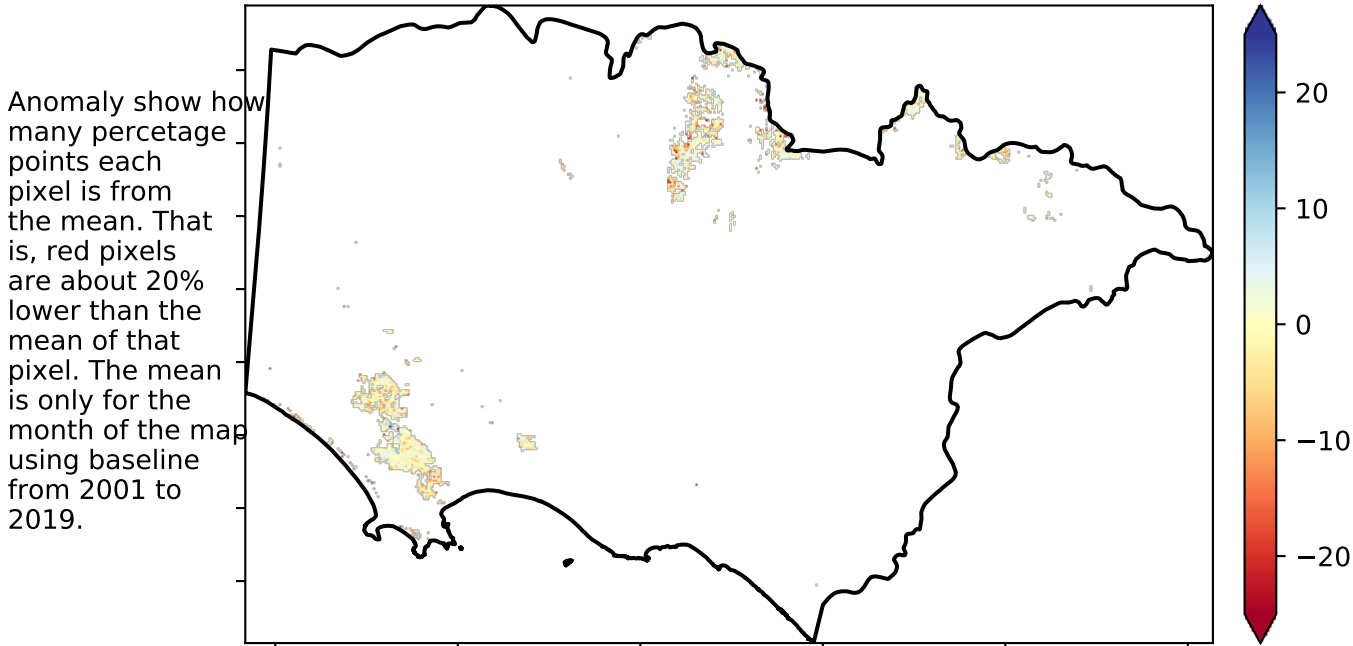 Anomaly show how
many percetage
points each
pixel is from
the mean. That
is, red pixels
are about 20%
lower than the
mean of that
pixel. The mean
is only for the
month of the map
using baseline
from 2001 to
2019.
20
10
0
−10
−20